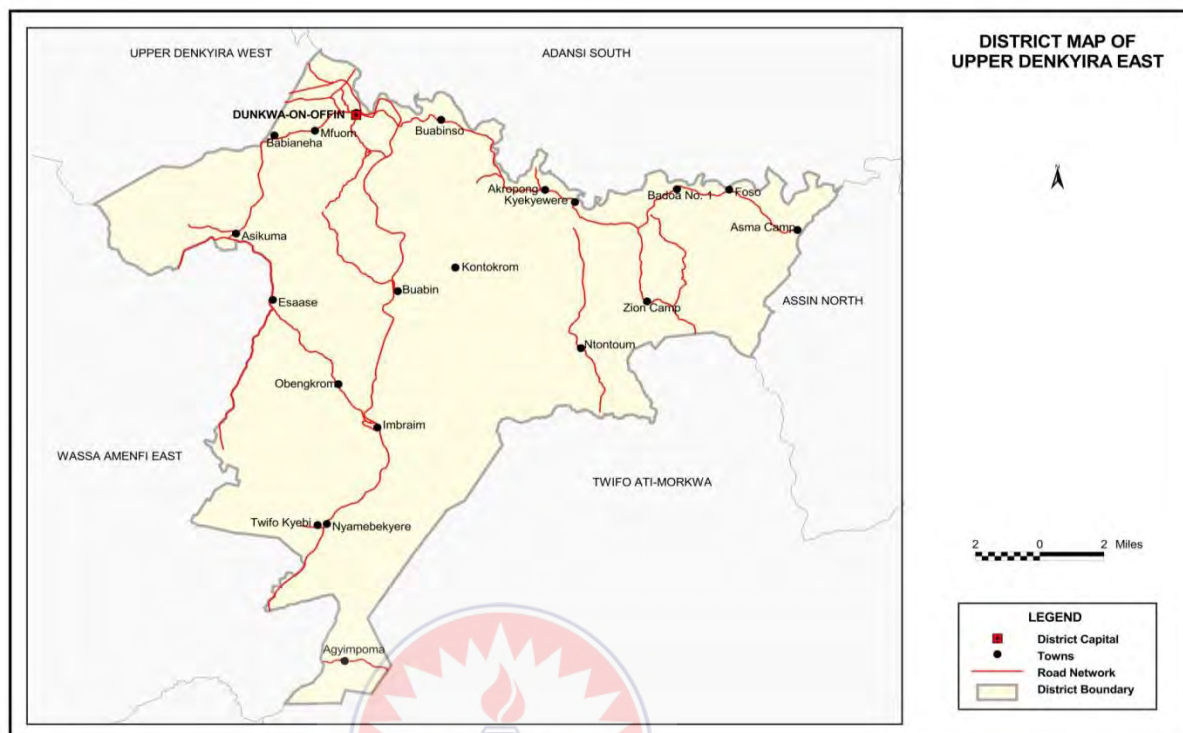 UPPER DENKYIRA WEST
ADANSI SOUTH
DISTRICT MAP OF
UPPER DENKYIRA EAST
DUNKWA-ON-OFFIN
Buabinso
Mfuom
Babianeha
N
Akropong
Badoa No. 1
Foso
Kyekyewere
Asma Camp
Asikuma
Kontokrom
Buabin
Esaase
Zion Camp
ASSIN NORTH
Ntontoum
Obengkrom
Imbraim
WASSA AMENFI EAST
TWIFO ATI-MORKWA
Twifo Kyebi
Nyamebekyere
2 0 2 Miles
LEGEND
District Capital
Towns
Road Network
District Boundary
Agyimpoma